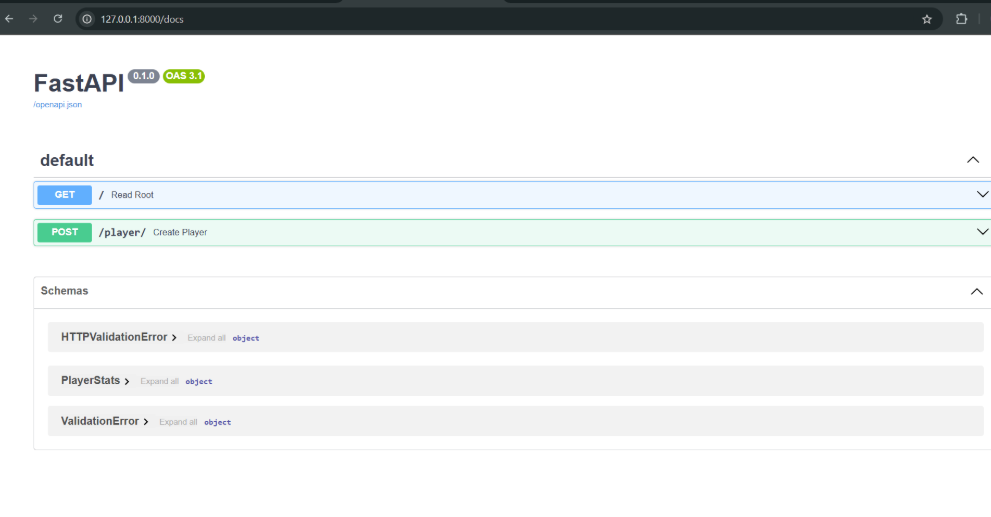 127.0.0.1:8000/docs
FastAPI 0.1.0 OAS 3.1
/openapi.json
default
GET / Read Root
POST /player/ Create Player
Schemas
HTTPValidationError Expand all object
PlayerStats Expand all object
ValidationError Expand all object